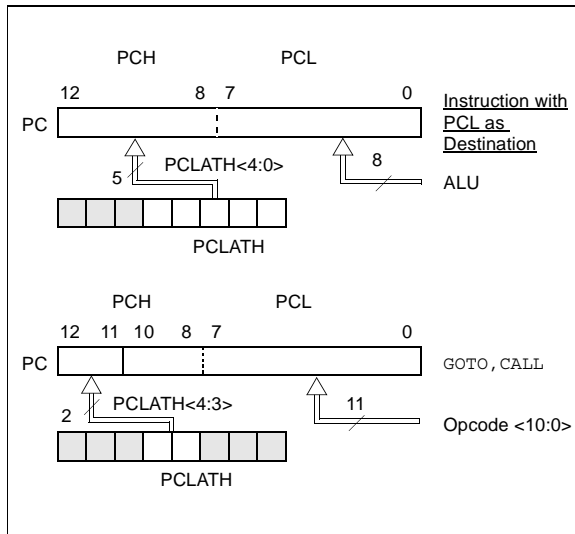 PCH PCL
12 8 7 0
PC
Instruction with
PCL as
Destination
5 PCLATH<4:0>
8
ALU
PCLATH
PCH PCL
12 11 10 8 7 0
PC
GOTO, CALL
2 PCLATH<4:3>
11
Opcode <10:0>
PCLATH